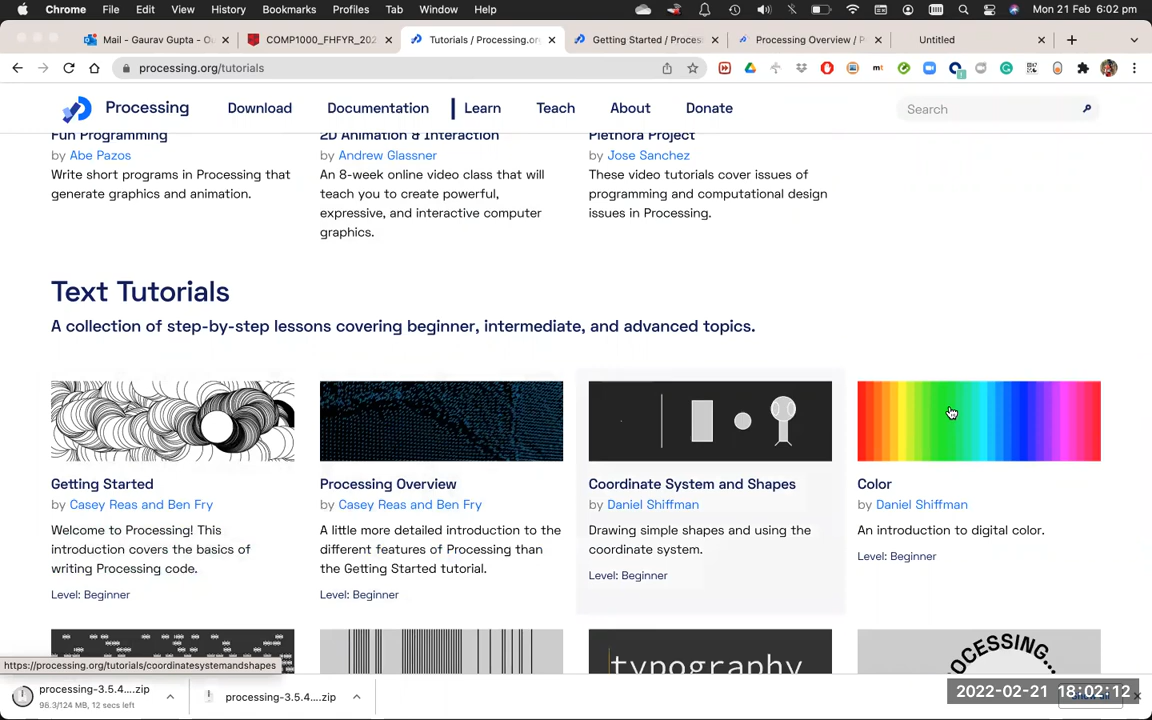 Chrome File Edit View History Bookmarks Profiles Tab Window Help Mon 21 Feb 6:02 pm
Mail - Gaurav Gupta - O COMP1000_FHFYR_202 Tutorials / Processing.org Getting Started / Process Processing Overview / P Untitled
processing.org/tutorials
Processing Download Documentation Learn Teach About Donate Search
Fun Programming
by Abe Pazos
Write short programs in Processing that
generate graphics and animation.
2D Animation & Interaction
by Andrew Glassner
An 8-week online video class that will
teach you to create powerful,
expressive, and interactive computer
graphics.
Plethora Project
by Jose Sanchez
These video tutorials cover issues of
programming and computational design
issues in Processing.
Text Tutorials
A collection of step-by-step lessons covering beginner, intermediate, and advanced topics.
Getting Started
by Casey Reas and Ben Fry
Welcome to Processing! This
introduction covers the basics of
writing Processing code.
Level: Beginner
Processing Overview
by Casey Reas and Ben Fry
A little more detailed introduction to the
different features of Processing than
the Getting Started tutorial.
Level: Beginner
Coordinate System and Shapes
by Daniel Shiffman
Drawing simple shapes and using the
coordinate system.
Level: Beginner
Color
by Daniel Shiffman
An introduction to digital color.
Level: Beginner
typography
OCESSING...
https://processing.org/tutorials/coordinatesystemandshapes
processing-3.5.4....zip
98.3/124 MB, 12 secs left
processing-3.5.4....zip
2022-02-21 18:02:12